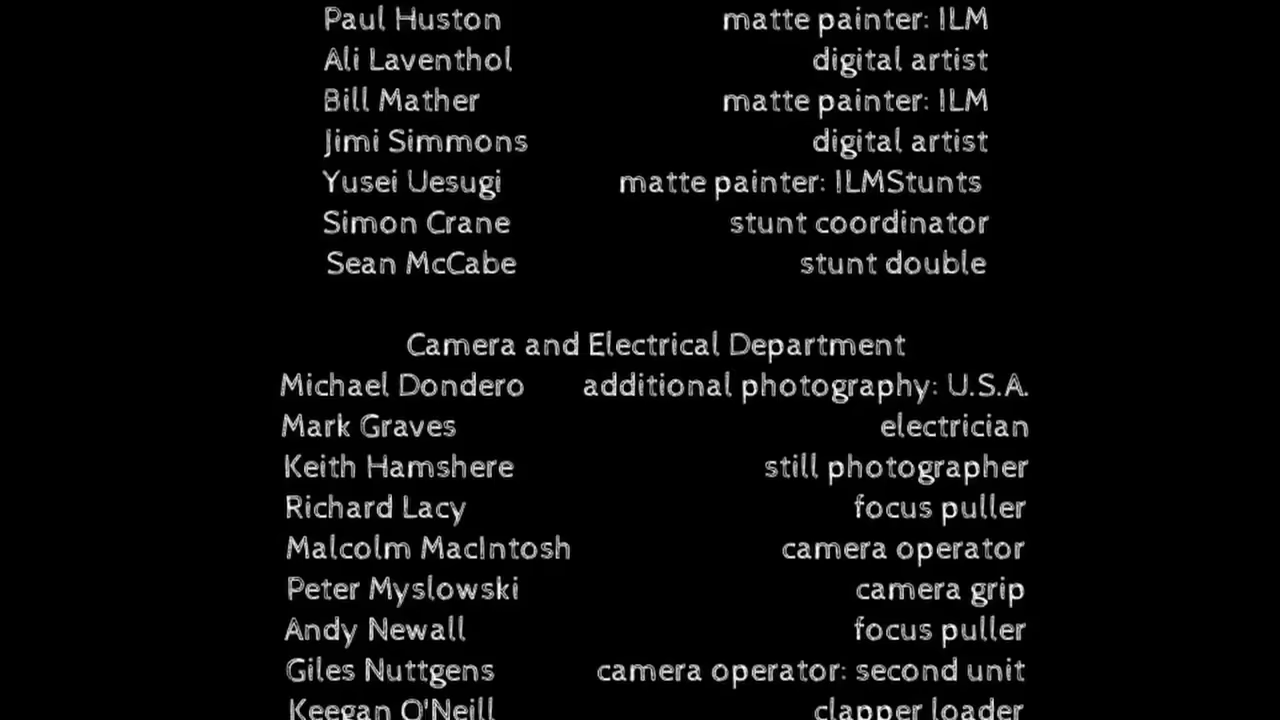 Paul Huston matte painter: ILM
Ali Laventhol digital artist
Bill Mather matte painter: ILM
Jimi Simmons digital artist
Yusei Uesugi matte painter: ILMStunts
Simon Crane stunt coordinator
Sean McCabe stunt double
Camera and Electrical Department
Michael Dondero additional photography: U.S.A.
Mark Graves electrician
Keith Hamshere still photographer
Richard Lacy focus puller
Malcolm MacIntosh camera operator
Peter Myslowski camera grip
Andy Newall focus puller
Giles Nuttgens camera operator: second unit
Keegan O'Neill clapper loader